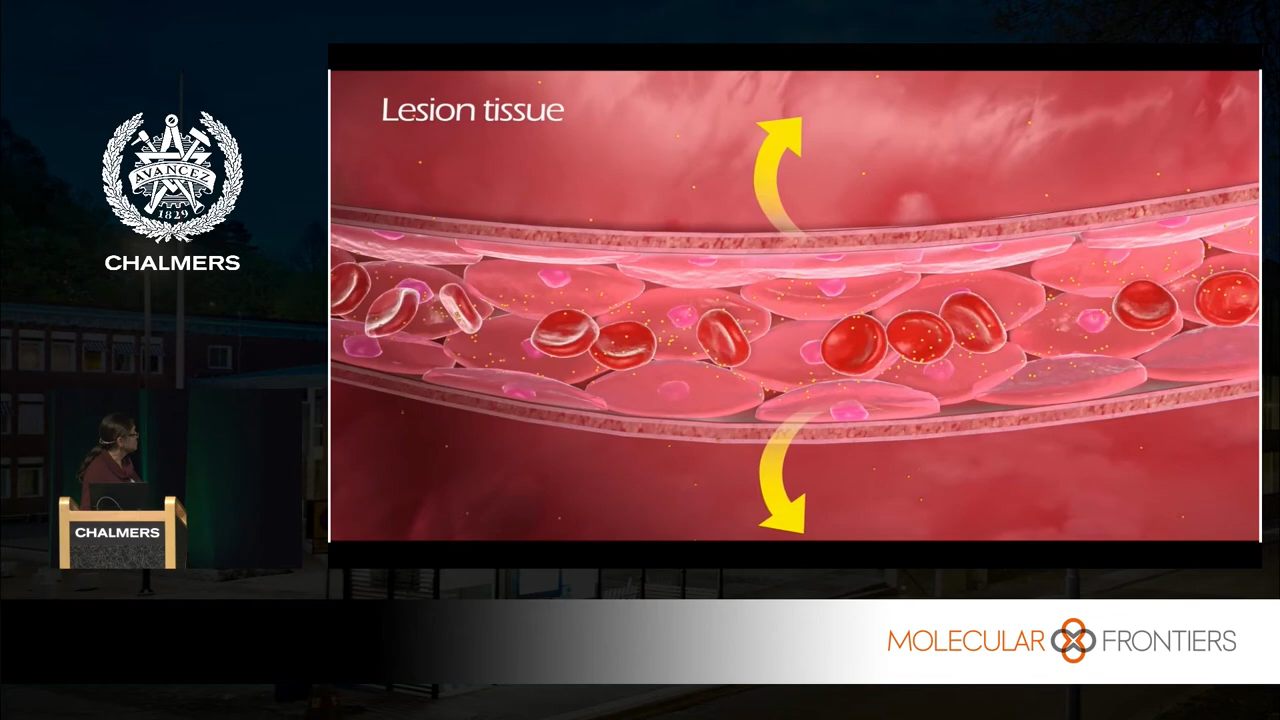 AVANCEZ
1829
CHALMERS
Lesion tissue
CHALMERS
MOLECULAR FRONTIERS